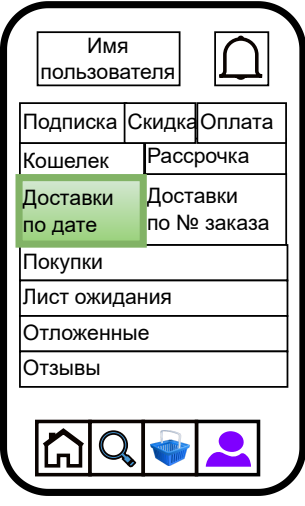 Имя
пользователя
Подписка Скидка Оплата
Кошелек Рассрочка
Доставки Доставки
по дате по № заказа
Покупки
Лист ожидания
Отложенные
Отзывы